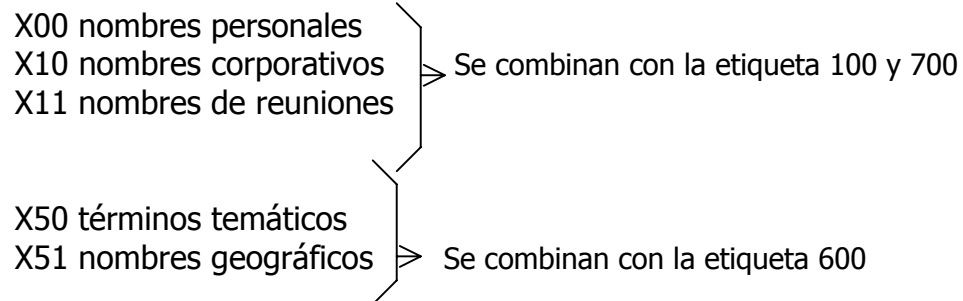 X00 nombres personales
X10 nombres corporativos
X11 nombres de reuniones
Se combinan con la etiqueta 100 y 700
X50 términos temáticos
X51 nombres geográficos
Se combinan con la etiqueta 600